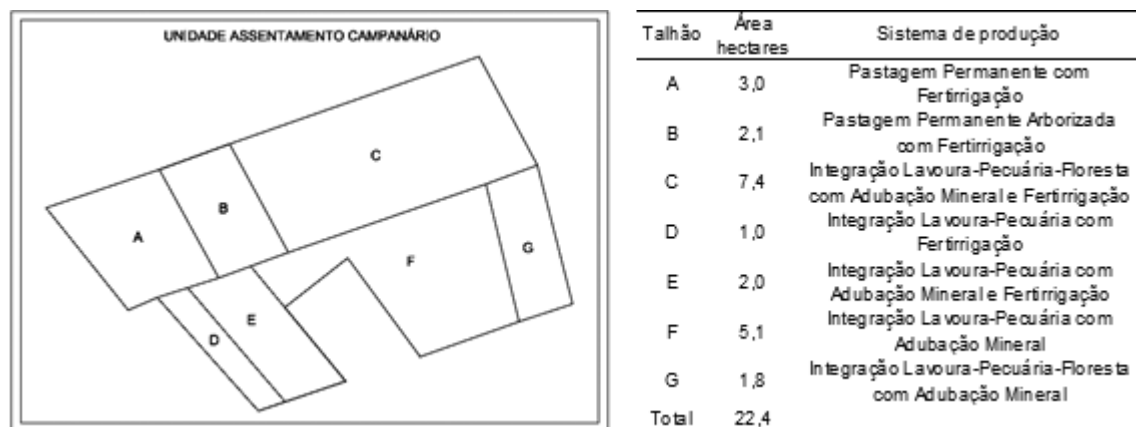 UNIDADE ASSENTAMENTO CAMPANÁRIO
A
B
C
D
E
F
G
Talhão Área hectares Sistema de produção
A 3,0 Pastagem Permanente com Fertirrigação
B 2,1 Pastagem Permanente Arborizada com Fertirrigação
C 7,4 Integração Lavoura-Pecuária-Floresta com Adubação Mineral e Fertirrigação
D 1,0 Integração Lavoura-Pecuária com Fertirrigação
E 2,0 Integração Lavoura-Pecuária com Adubação Mineral e Fertirrigação
F 5,1 Integração Lavoura-Pecuária com Adubação Mineral
G 1,8 Integração Lavoura-Pecuária-Floresta com Adubação Mineral
Total 22,4